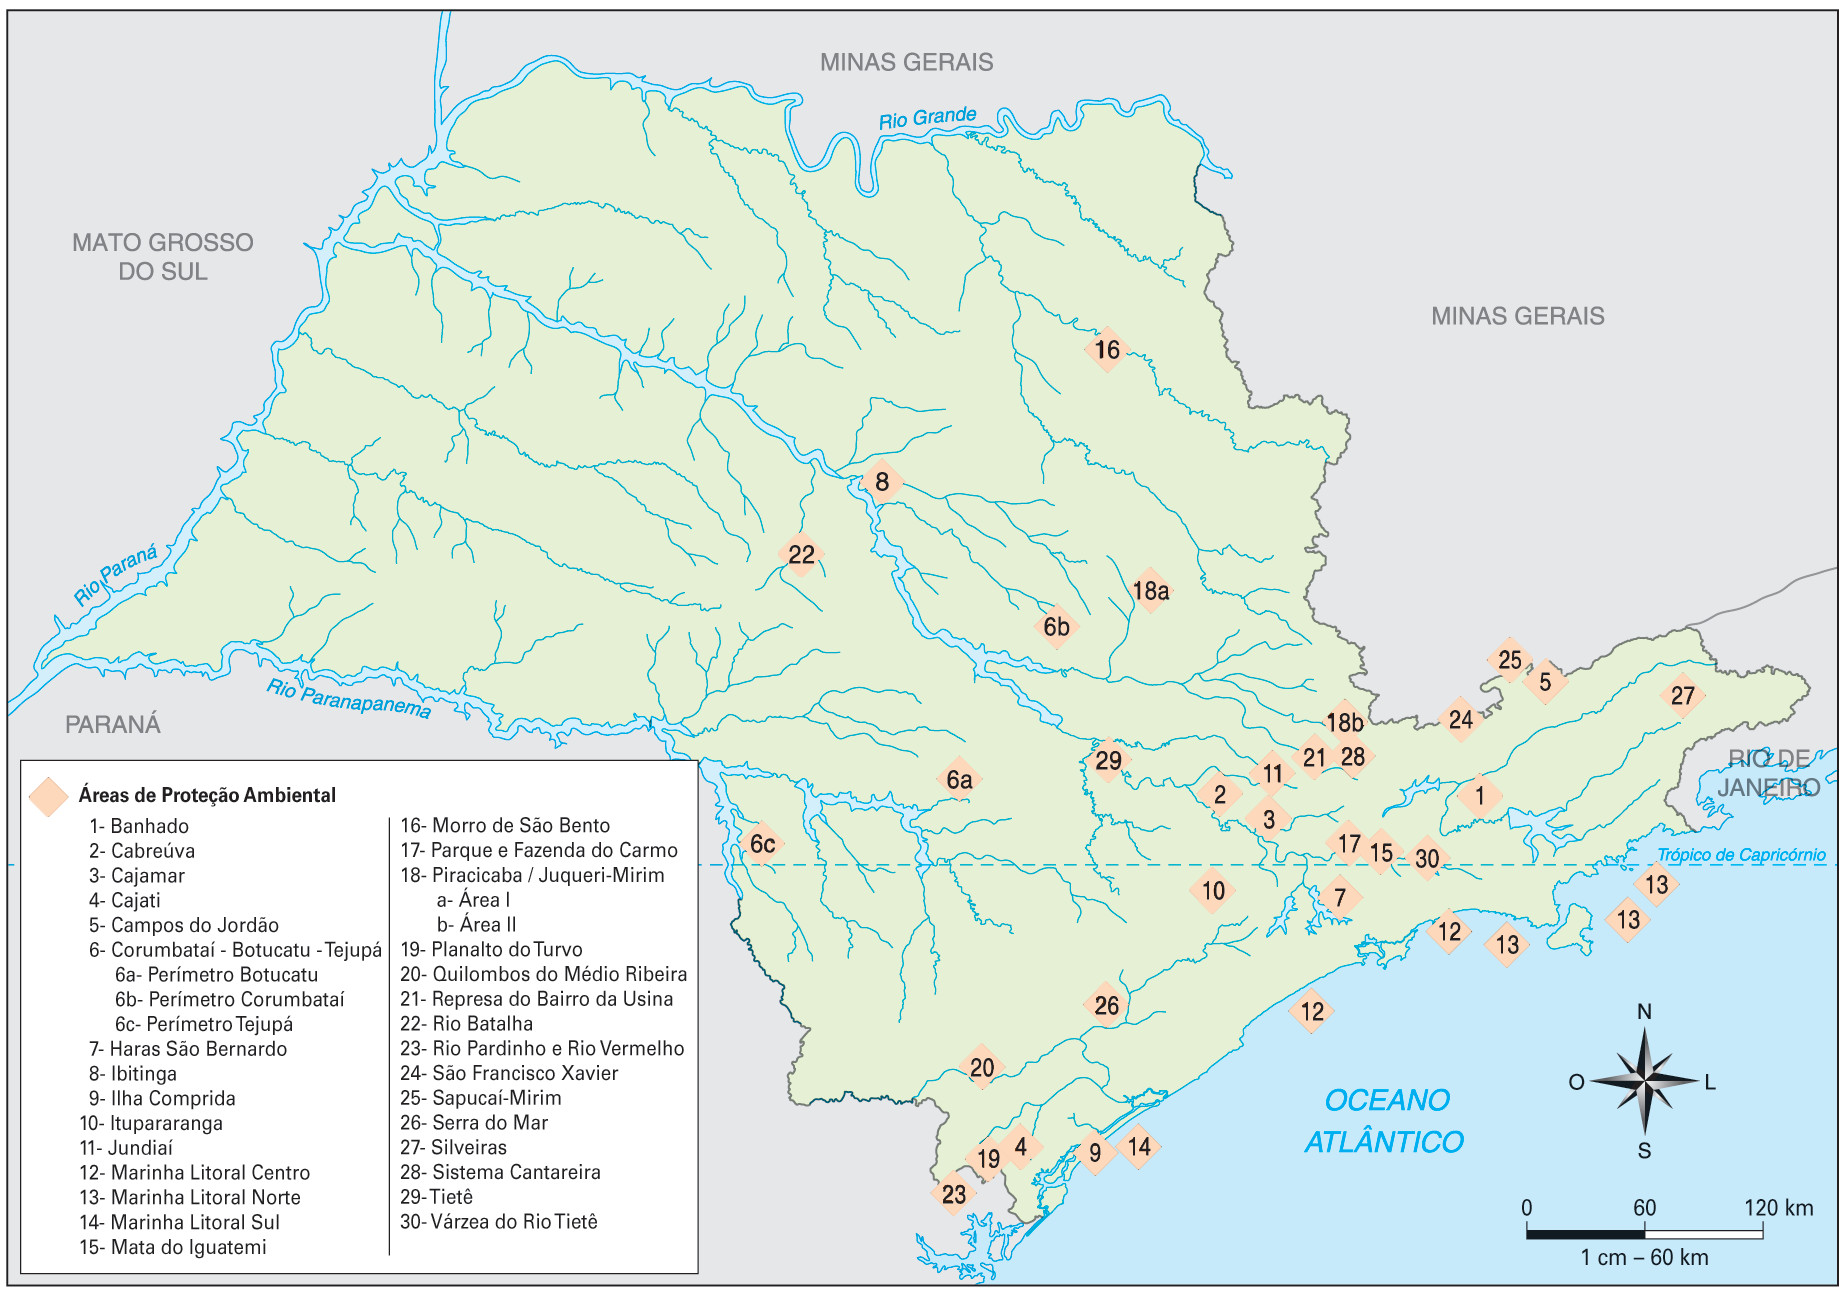 MINAS GERAIS
Rio Grande
MATO GROSSO
DO SUL
MINAS GERAIS
16
8
22
Rio Paraná
18a
6b
25
5
27
24
18b
Rio Paranapanema
PARANÁ
29
21
28
11
RIO DE
JANEIRO
6a
2
1
3
6c
17
15
30
Trópico de Capricórnio
10
7
13
13
12
13
26
12
20
OCEANO
ATLÂNTICO
19
4
9
14
23
N
O
L
S
0
60
120 km
1 cm – 60 km
Áreas de Proteção Ambiental
1- Banhado
2- Cabreúva
3- Cajamar
4- Cajati
5- Campos do Jordão
6- Corumbataí - Botucatu -Tejupá
6a- Perímetro Botucatu
6b- Perímetro Corumbataí
6c- Perímetro Tejupá
7- Haras São Bernardo
8- Ibitinga
9- Ilha Comprida
10- Itupararanga
11- Jundiaí
12- Marinha Litoral Centro
13- Marinha Litoral Norte
14- Marinha Litoral Sul
15- Mata do Iguatemi
16- Morro de São Bento
17- Parque e Fazenda do Carmo
18- Piracicaba / Juqueri-Mirim
a- Área I
b- Área II
19- Planalto do Turvo
20- Quilombos do Médio Ribeira
21- Represa do Bairro da Usina
22- Rio Batalha
23- Rio Pardinho e Rio Vermelho
24- São Francisco Xavier
25- Sapucaí-Mirim
26- Serra do Mar
27- Silveiras
28- Sistema Cantareira
29- Tietê
30- Várzea do Rio Tietê